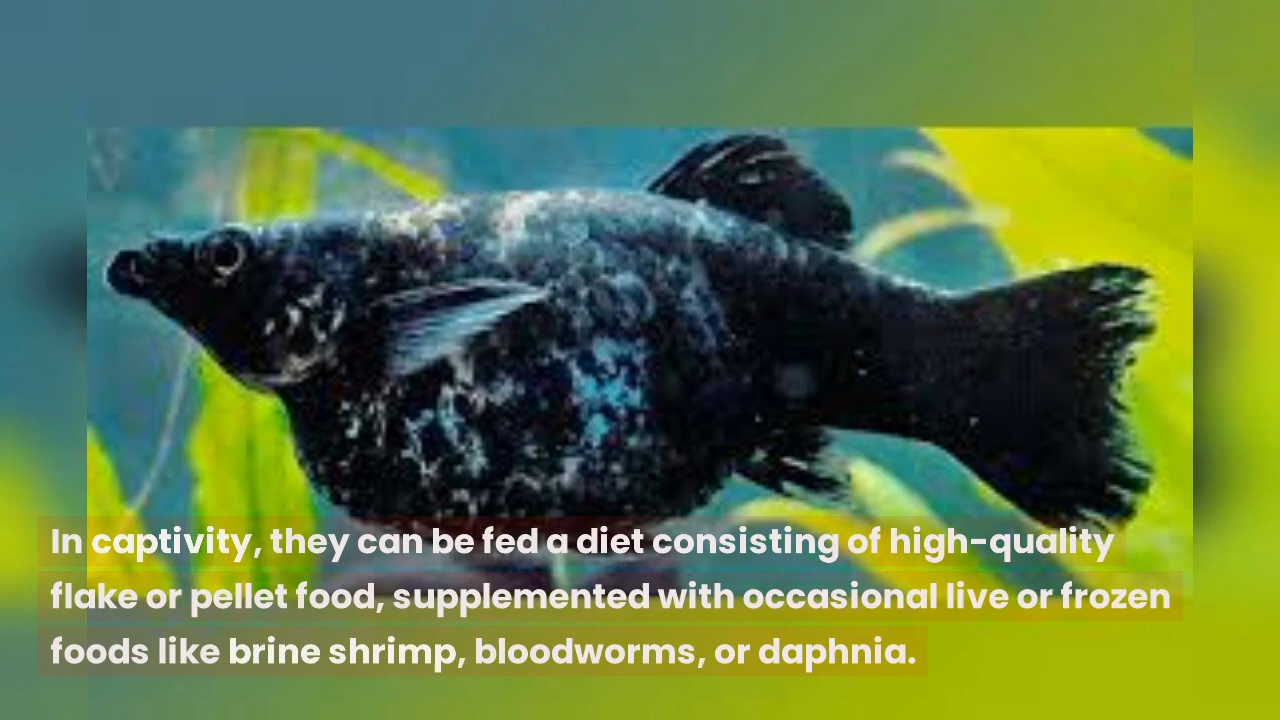 In captivity, they can be fed a diet consisting of high-quality
flake or pellet food, supplemented with occasional live or frozen
foods like brine shrimp, bloodworms, or daphnia.